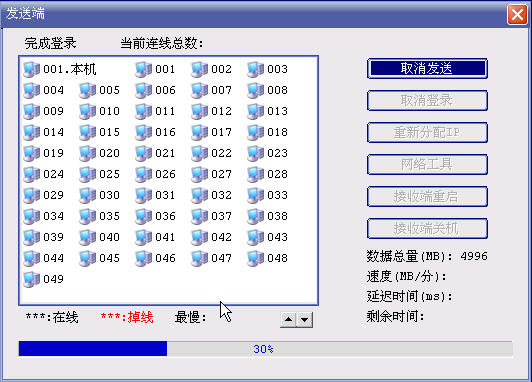 发送端
完成登录 当前连线总数:
001.本机 001 002 003
004 005 006 007 008
009 010 011 012 013
014 015 016 017 018
019 020 021 022 023
024 025 026 027 028
029 030 031 032 033
034 035 036 037 038
039 040 041 042 043
044 045 046 047 048
049
***:在线 ***:掉线 最慢:
取消发送
取消登录
重新分配IP
网络工具
接收端重启
接收端关机
数据总量(MB): 4996
速度(MB/分):
延迟时间(ms):
剩余时间:
30%